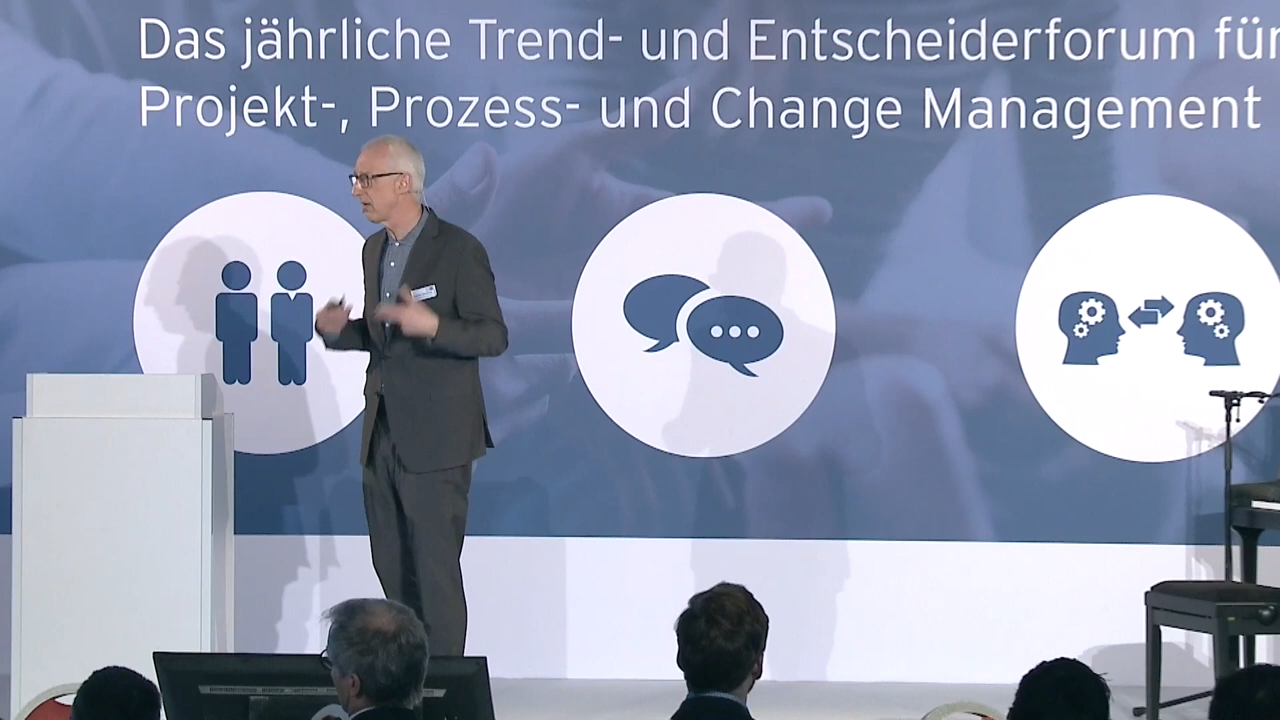 Das jährliche Trend- und Entscheiderforum für
Projekt-, Prozess- und Change Management